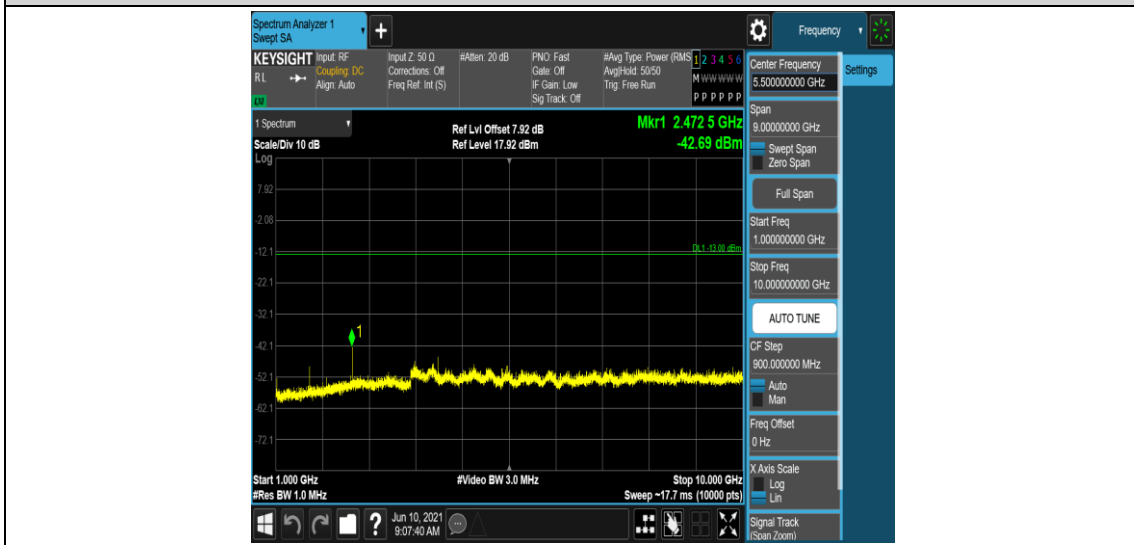 Spectrum Analyzer 1
Swept SA
+
Frequency
KEYSIGHT
RL
LXI
Input: RF
Coupling: DC
Align: Auto
Input Z: 50 Ω
Corrections: Off
Freq Ref: Int (S)
#Atten: 20 dB
PNO: Fast
Gate: Off
IF Gain: Low
Sig Track: Off
#Avg Type: Power (RMS
Avg|Hold: 50/50
Trig: Free Run
1 2 3 4 5 6
M W W W W W
P P P P P P
Center Frequency
5.500000000 GHz
Settings
1 Spectrum
Scale/Div 10 dB
Ref Lvl Offset 7.92 dB
Ref Level 17.92 dBm
Mkr1 2.472 5 GHz
-42.69 dBm
Span
9.00000000 GHz
Swept Span
Zero Span
Full Span
Start Freq
1.000000000 GHz
Stop Freq
10.000000000 GHz
AUTO TUNE
CF Step
900.000000 MHz
Auto
Man
Freq Offset
0 Hz
X Axis Scale
Log
Lin
Signal Track
(Span Zoom)
Log
7.92
-2.08
-12.1
DL1 -13.00 dBm
-22.1
-32.1
1
-42.1
-52.1
-62.1
-72.1
Start 1.000 GHz
#Res BW 1.0 MHz
#Video BW 3.0 MHz
Stop 10.000 GHz
Sweep ~17.7 ms (10000 pts)
?
Jun 10, 2021
9:07:40 AM